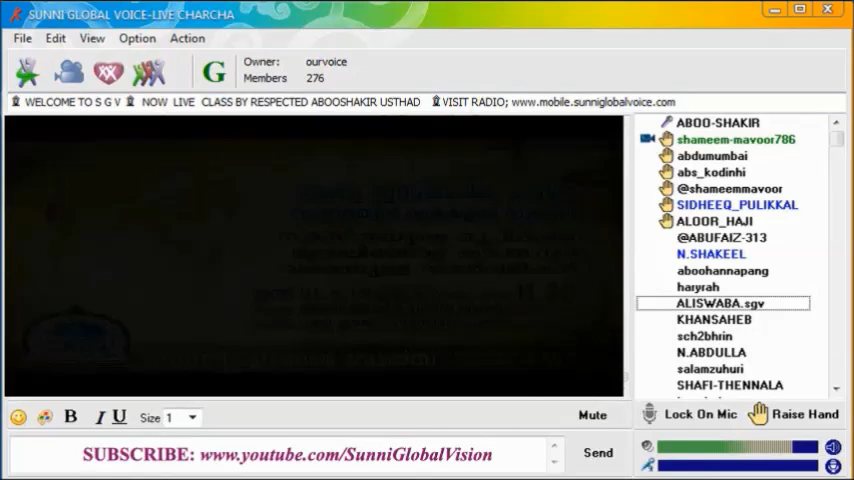 SUNNI GLOBAL VOICE-LIVE CHARCHA
File Edit View Option Action
G
Owner: ourvoice
Members 276
WELCOME TO S G V NOW LIVE CLASS BY RESPECTED ABOOSHAKIR USTHAD VISIT RADIO; www.mobile.sunniglobalvoice.com
ABOO-SHAKIR
shameem-mavoor786
abdumumbai
abs_kodinhi
@shameemmavoor
SIDHEEQ_PULIKKAL
ALOOR_HAJI
@ABUFAIZ-313
N.SHAKEEL
aboohannapang
haryrah
ALISWABA.sgv
KHANSAHEB
sch2bhrin
N.ABDULLA
salamzuhuri
SHAFI-THENNALA
B I U Size 1 Mute
Lock On Mic Raise Hand
SUBSCRIBE: www.youtube.com/SunniGlobalVision Send